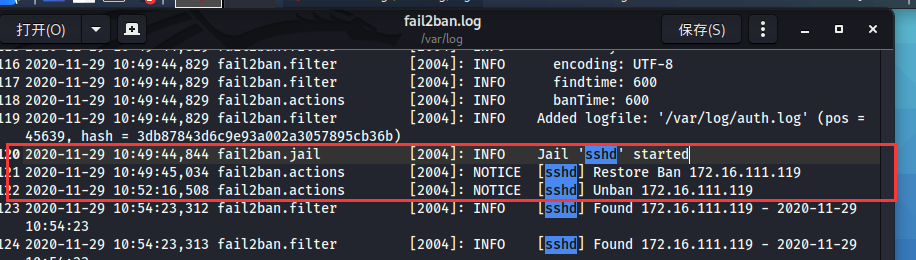 fail2ban.log
/var/log
打开(O)
保存(S)
116 2020-11-29 10:49:44,829 fail2ban.filter [2004]: INFO encoding: UTF-8
117 2020-11-29 10:49:44,829 fail2ban.filter [2004]: INFO findtime: 600
118 2020-11-29 10:49:44,829 fail2ban.actions [2004]: INFO banTime: 600
119 2020-11-29 10:49:44,829 fail2ban.filter [2004]: INFO Added logfile: '/var/log/auth.log' (pos =
45639, hash = 3db87843d6c9e93a002a3057895cb36b)
120 2020-11-29 10:49:44,844 fail2ban.jail [2004]: INFO Jail 'sshd' started
121 2020-11-29 10:49:45,034 fail2ban.actions [2004]: NOTICE [sshd] Restore Ban 172.16.111.119
122 2020-11-29 10:52:16,508 fail2ban.actions [2004]: NOTICE [sshd] Unban 172.16.111.119
123 2020-11-29 10:54:23,312 fail2ban.filter [2004]: INFO [sshd] Found 172.16.111.119 - 2020-11-29
10:54:23
124 2020-11-29 10:54:23,313 fail2ban.filter [2004]: INFO [sshd] Found 172.16.111.119 - 2020-11-29
10:54:23